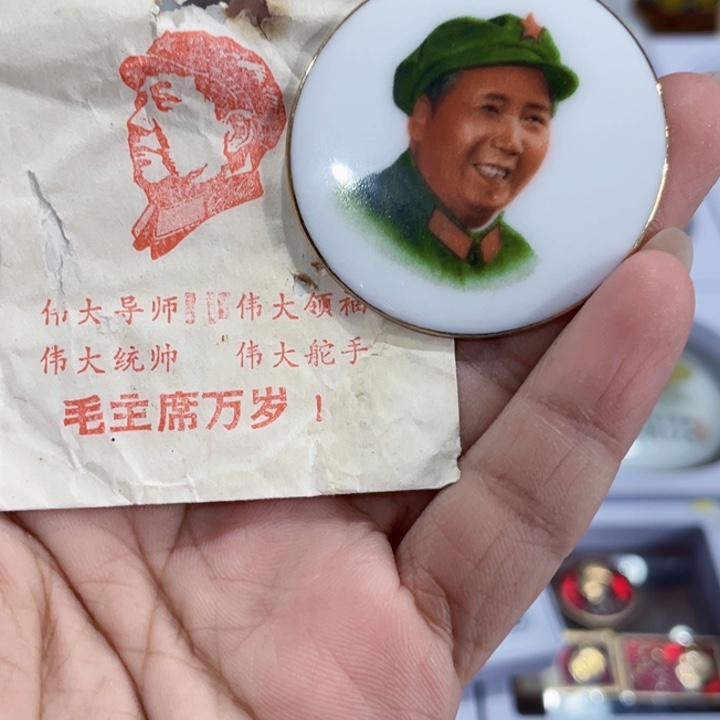 伟大导师 伟大领袖
伟大统帅 伟大舵手
毛主席万岁！